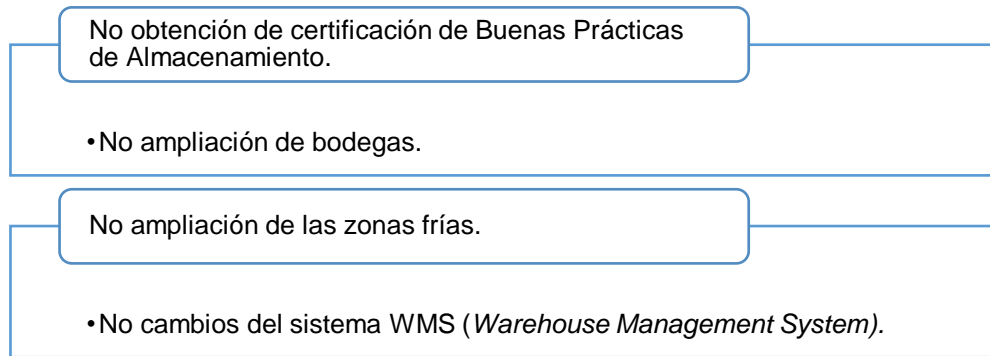 No obtención de certificación de Buenas Prácticas
de Almacenamiento.
•No ampliación de bodegas.
No ampliación de las zonas frías.
•No cambios del sistema WMS (Warehouse Management System).